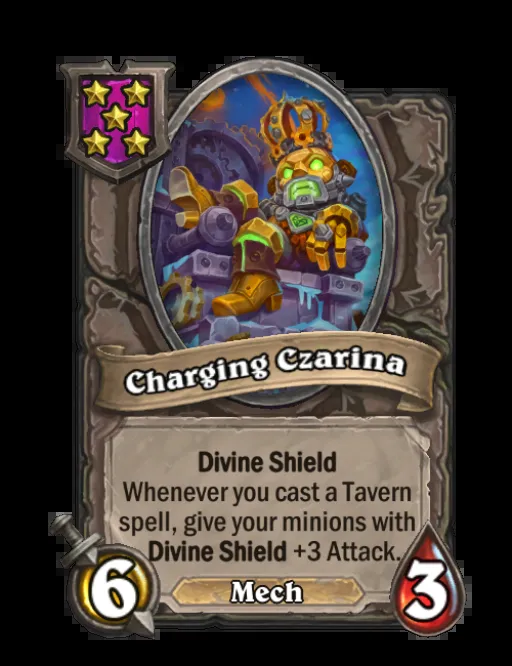 Charging Czarina
Divine Shield
Whenever you cast a Tavern
spell, give your minions with
Divine Shield +3 Attack.
6
Mech
3